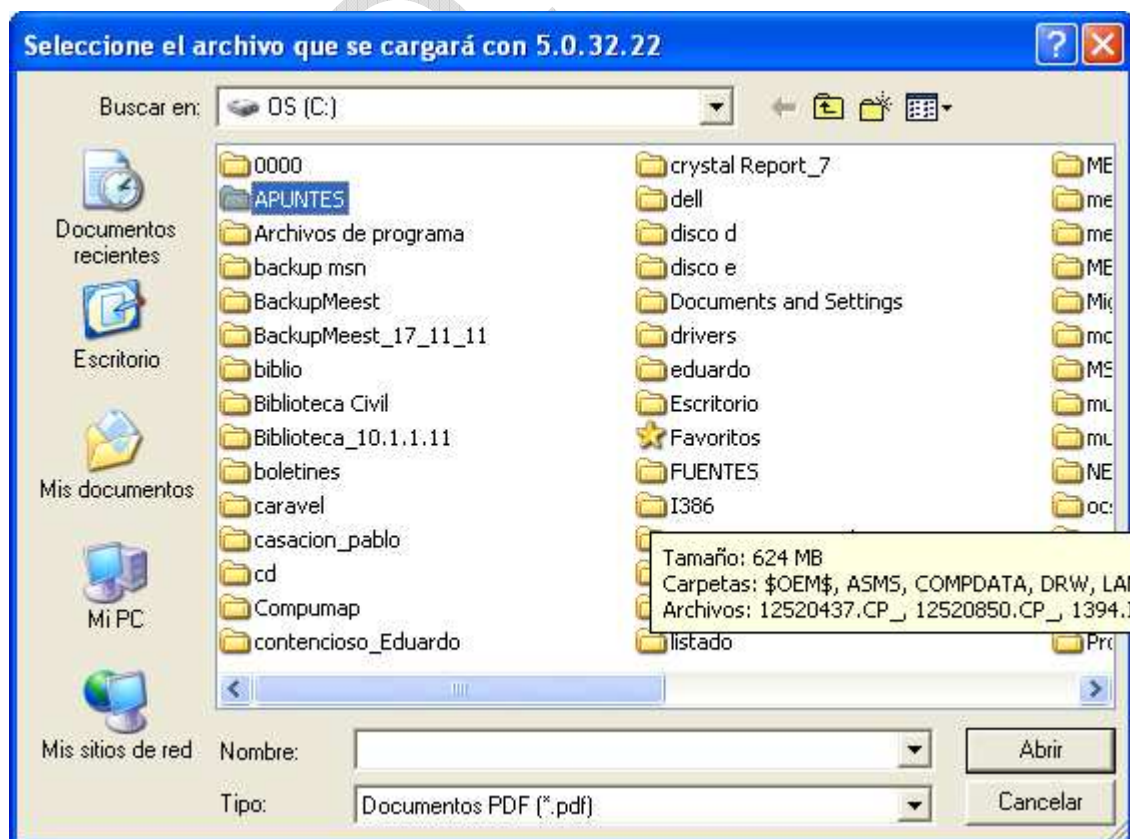 Seleccione el archivo que se cargará con 5.0.32.22
Buscar en:
OS (C:)
Documentos
recientes
Escritorio
Mis documentos
Mi PC
Mis sitios de red
0000
APUNTES
Archivos de programa
backup msn
BackupMeest
BackupMeest_17_11_11
biblio
Biblioteca Civil
Biblioteca_10.1.1.11
boletines
caravel
casacion_pablo
cd
Compumap
contencioso_Eduardo
crystal Report_7
dell
disco d
disco e
Documents and Settings
drivers
eduardo
Escritorio
Favoritos
FUENTES
I386
listado
Tamaño: 624 MB
Carpetas: $OEM$, ASMS, COMPDATA, DRW,
Archivos: 12520437.CP_, 12520850.CP_,
Nombre:
Abrir
Tipo:
Documentos PDF (*.pdf)
Cancelar